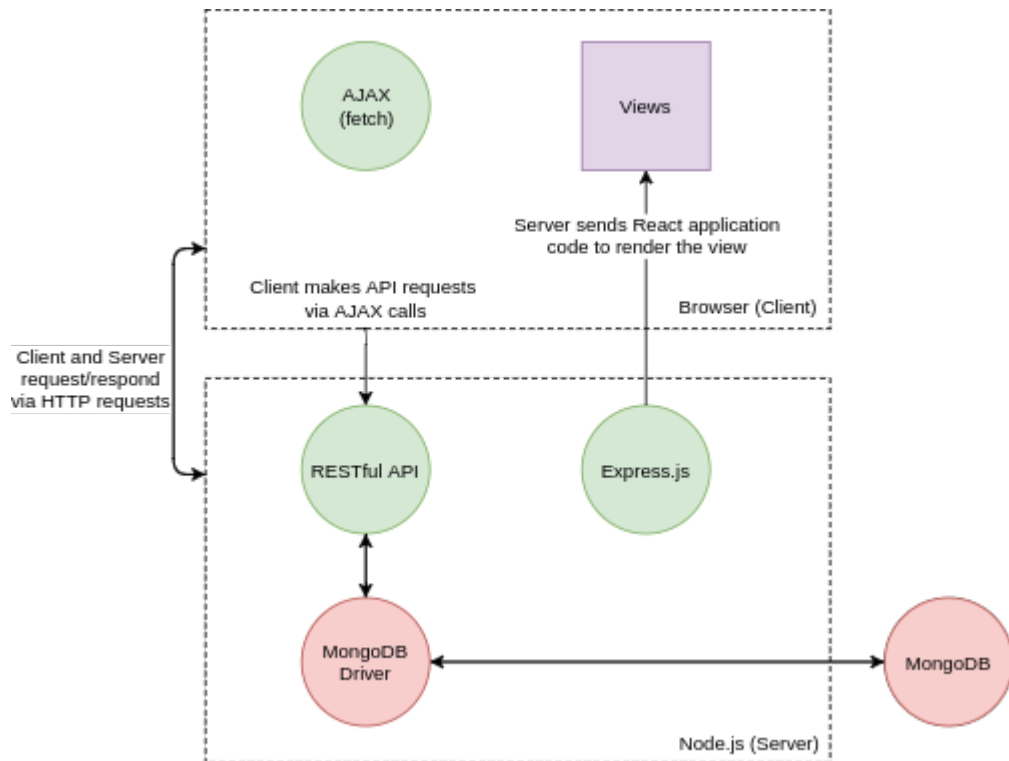 AJAX
(fetch)
Views
Server sends React application
code to render the view
Client makes API requests
via AJAX calls
Browser (Client)
Client and Server
request/respond
via HTTP requests
RESTful API
Express.js
MongoDB
Driver
MongoDB
Node.js (Server)